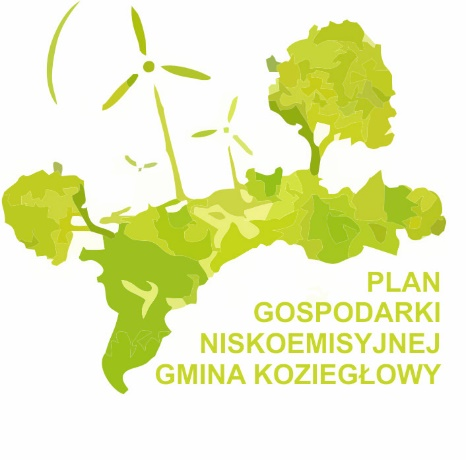 PLAN
GOSPODARKI
NISKOEMISYJNEJ
GMINA KOZIEGŁOWY